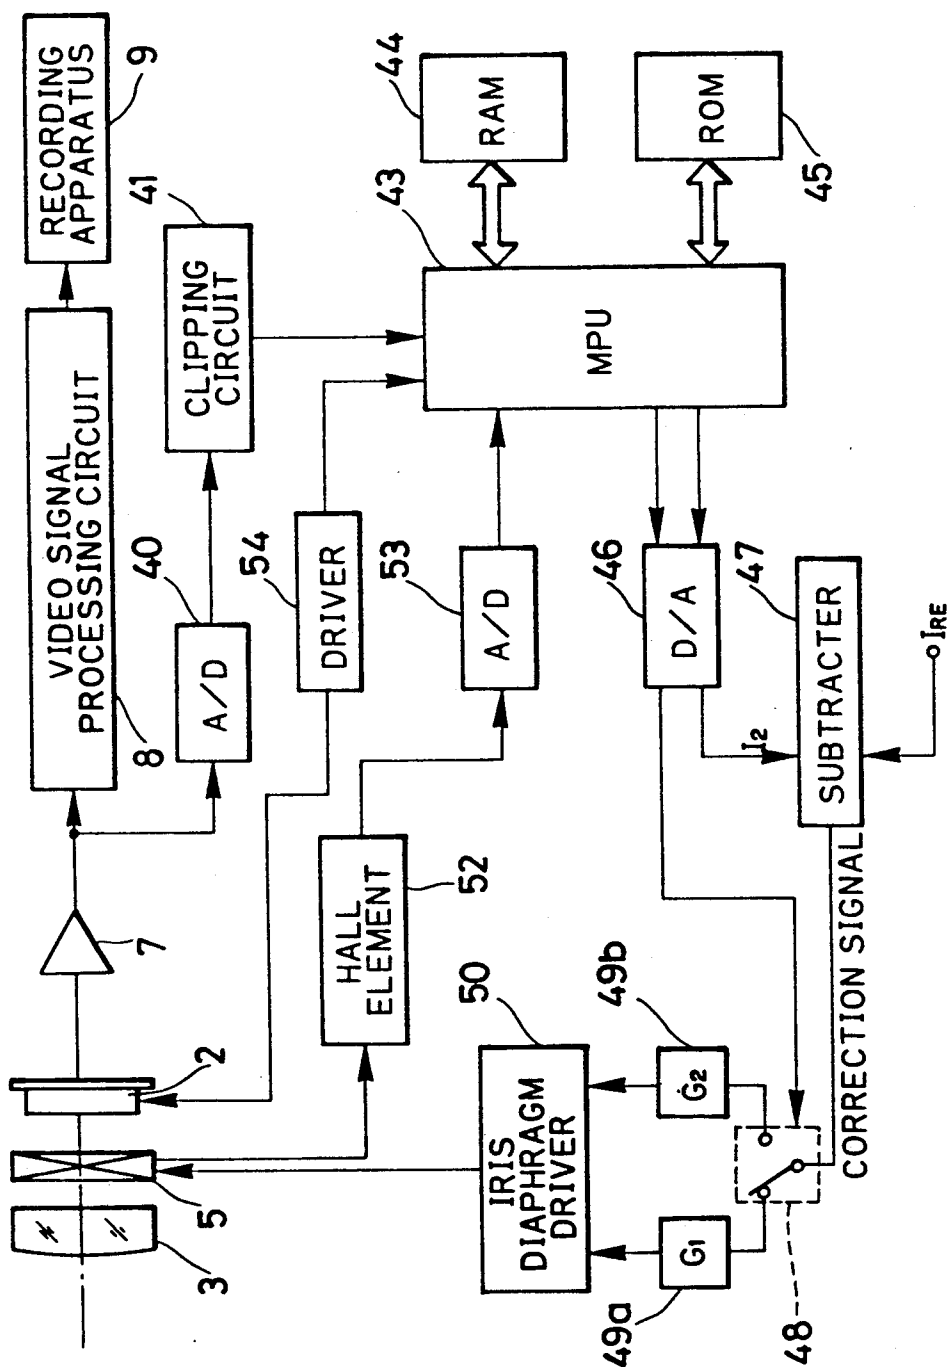 RECORDING
APPARATUS
9
VIDEO SIGNAL
PROCESSING CIRCUIT
8
7
2
5
3
CLIPPING
CIRCUIT
41
A/D
40
DRIVER
54
HALL
ELEMENT
52
A/D
53
RAM
44
ROM
45
MPU
43
D/A
46
I2
SUBTRACTER
47
IRE
CORRECTION SIGNAL
IRIS
DIAPHRAGM
DRIVER
50
G2
49b
G1
49a
48